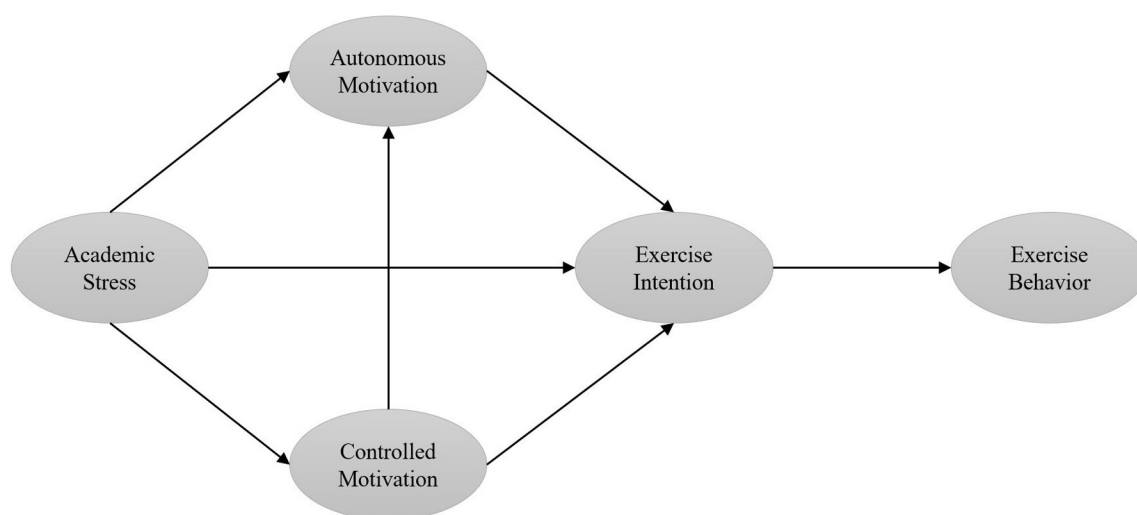 Autonomous
Motivation
Academic
Stress
Exercise
Intention
Exercise
Behavior
Controlled
Motivation